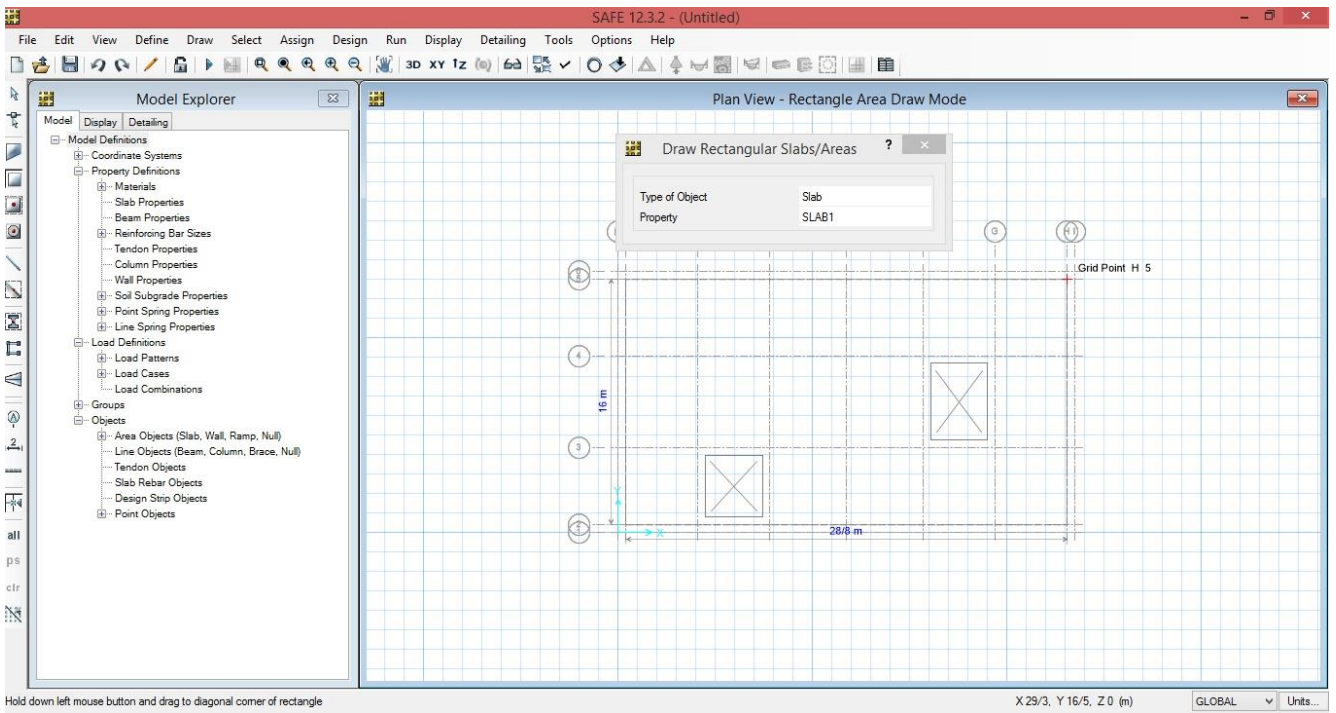 SAFE 12.3.2 - (Untitled)
File Edit View Define Draw Select Assign Design Run Display Detailing Tools Options Help
3D XY
Model Explorer
Model Display Detailing
Model Definitions
Coordinate Systems
Property Definitions
Materials
Slab Properties
Beam Properties
Reinforcing Bar Sizes
Tendon Properties
Column Properties
Wall Properties
Soil Subgrade Properties
Point Spring Properties
Line Spring Properties
Load Definitions
Load Patterns
Load Cases
Load Combinations
Groups
Objects
Area Objects (Slab, Wall, Ramp, Null)
Line Objects (Beam, Column, Brace, Null)
Tendon Objects
Slab Rebar Objects
Design Strip Objects
Point Objects
all
ps
clr
Plan View - Rectangle Area Draw Mode
Draw Rectangular Slabs/Areas ?
Type of Object Slab
Property SLAB1
G H I
Grid Point H 5
4
16 m
3
Y
X
28/8 m
Hold down left mouse button and drag to diagonal corner of rectangle
X 29/3, Y 16/5, Z 0 (m)
GLOBAL
Units...